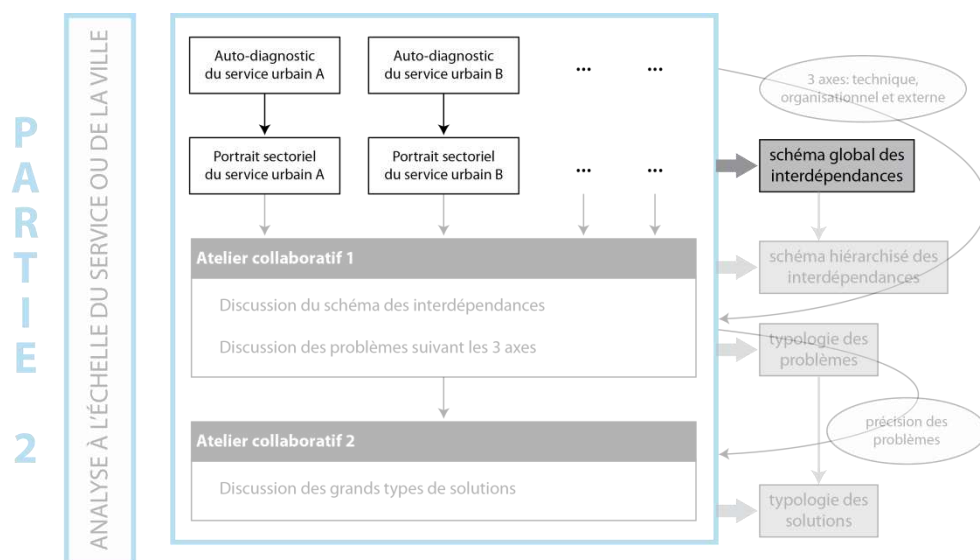 PARTIE 2
ANALYSE À L'ÉCHELLE DU SERVICE OU DE LA VILLE
Auto-diagnostic
du service urbain A
Auto-diagnostic
du service urbain B
... ...
3 axes: technique,
organisationnel et externe
Portrait sectoriel
du service urbain A
Portrait sectoriel
du service urbain B
... ...
schéma global des
interdépendances
Atelier collaboratif 1
Discussion du schéma des interdépendances
Discussion des problèmes suivant les 3 axes
schéma hiérarchisé des
interdépendances
typologie des
problèmes
précision des
problèmes
Atelier collaboratif 2
Discussion des grands types de solutions
typologie des
solutions